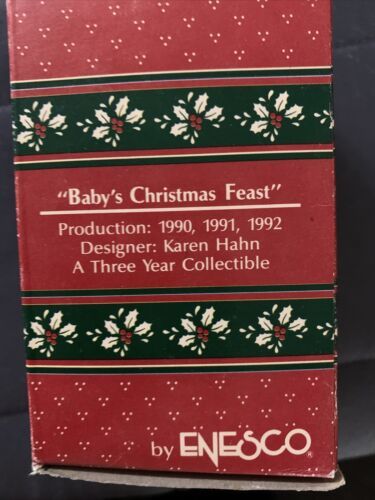 "Baby's Christmas Feast"
Production: 1990, 1991, 1992
Designer: Karen Hahn
A Three Year Collectible
by ENESCO®